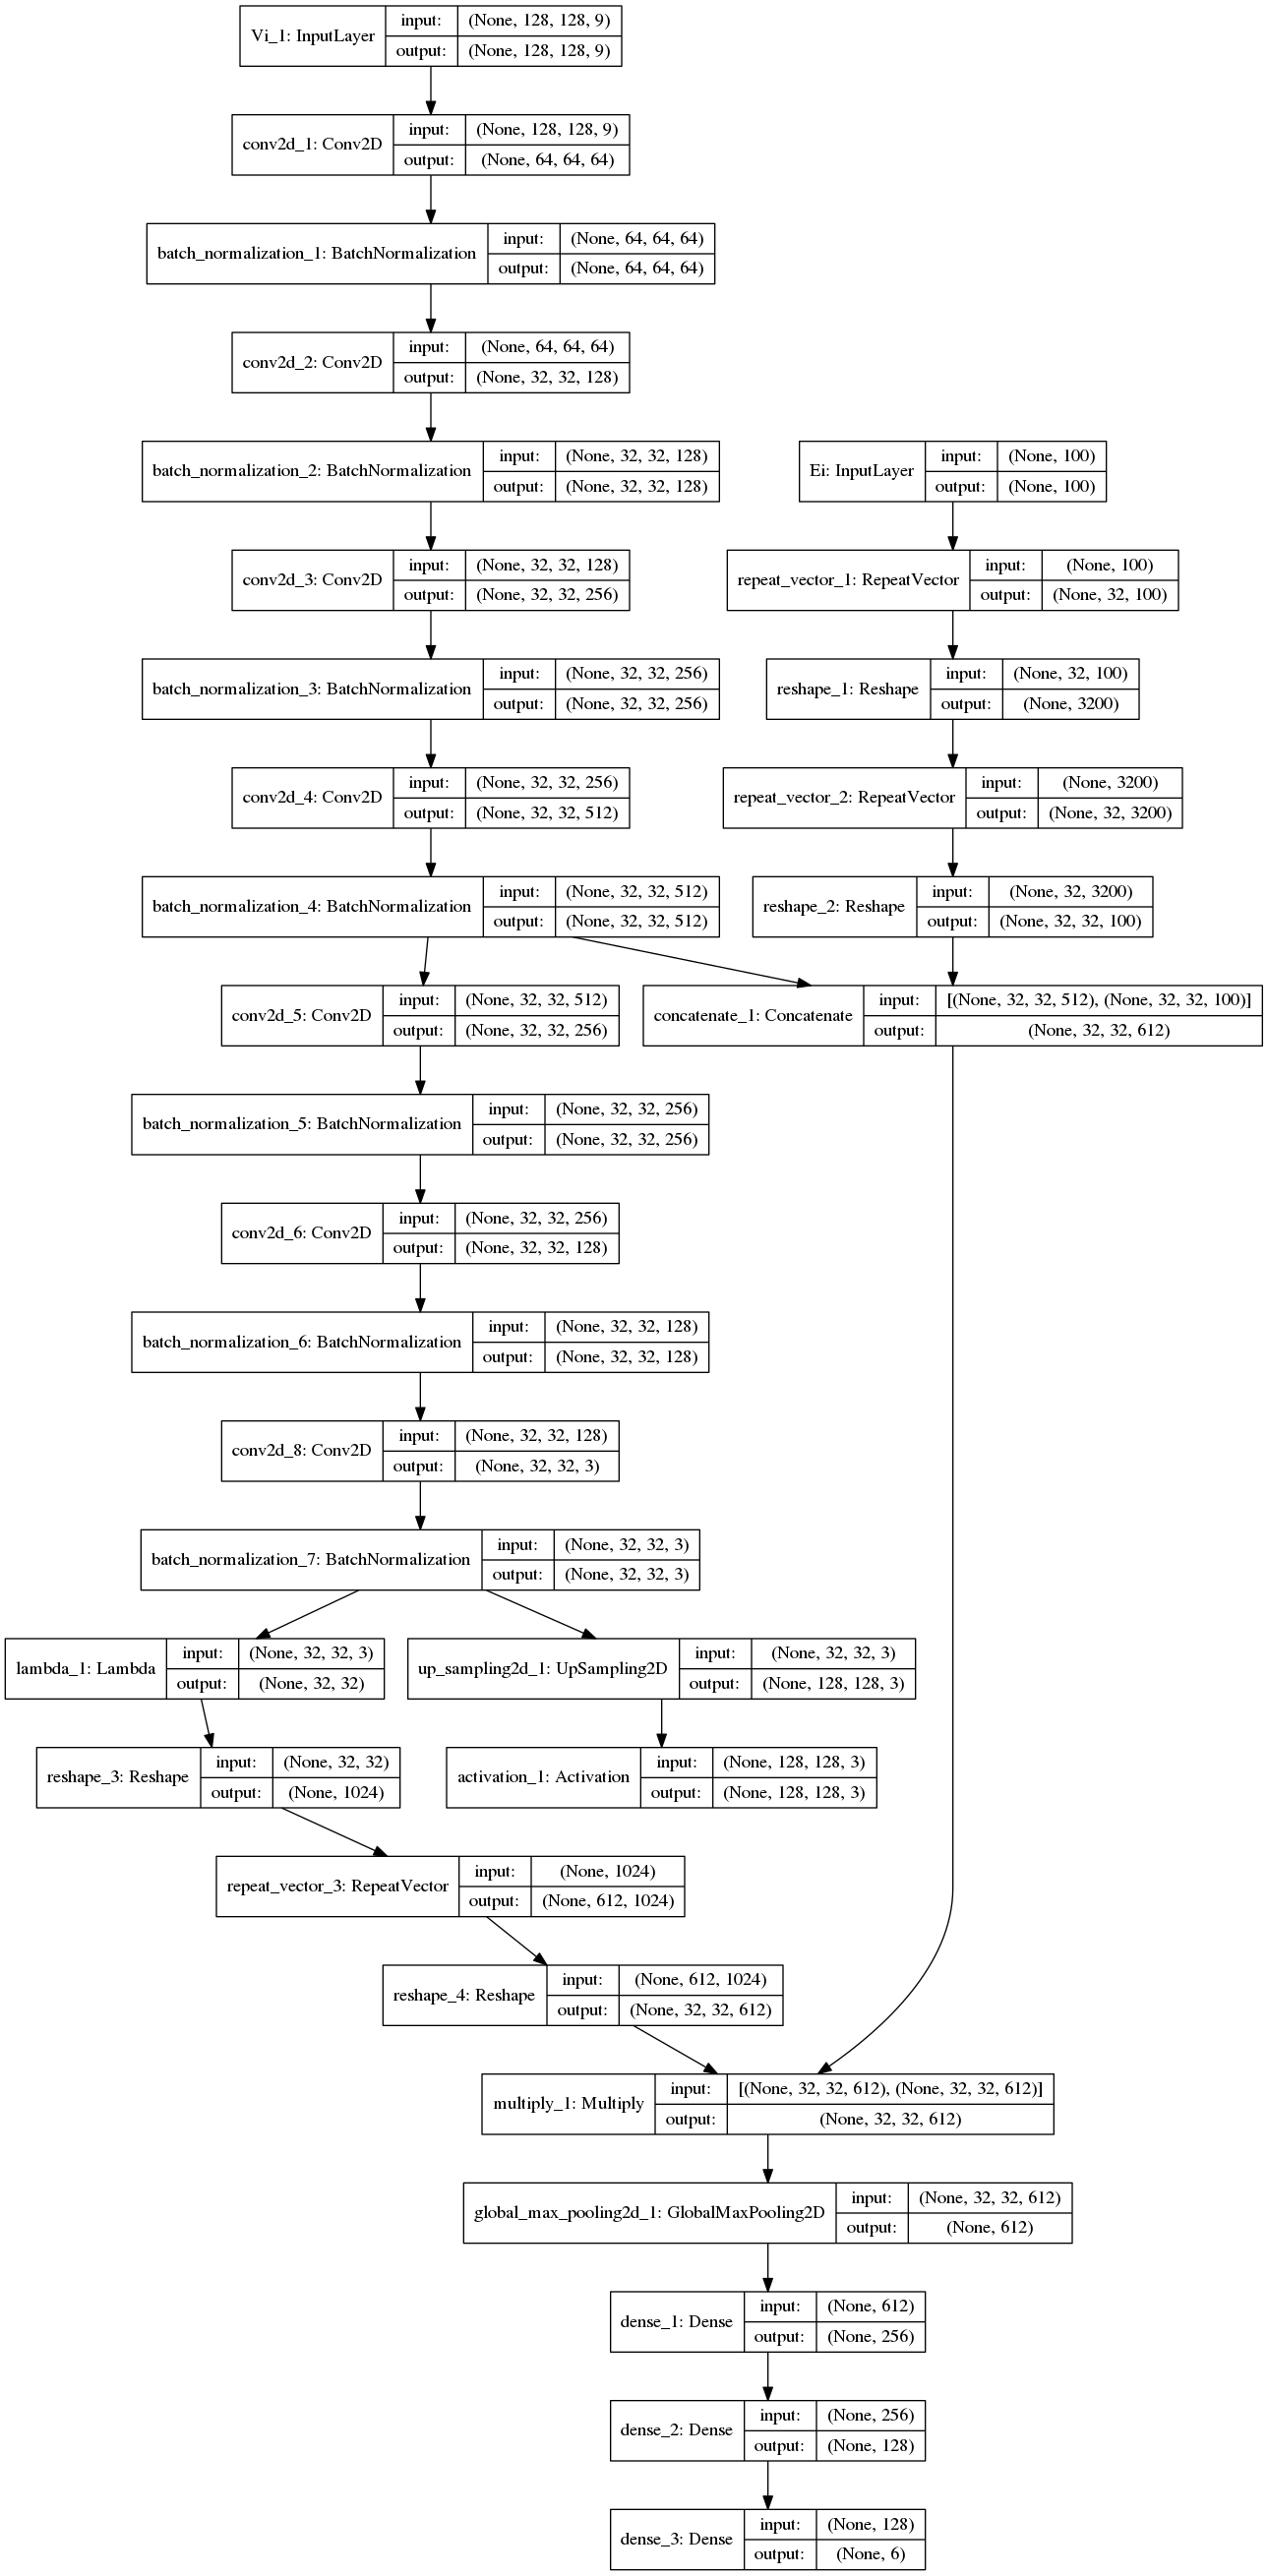 Vi_1: InputLayer
input: (None, 128, 128, 9)
output: (None, 128, 128, 9)
conv2d_1: Conv2D
input: (None, 128, 128, 9)
output: (None, 64, 64, 64)
batch_normalization_1: BatchNormalization
input: (None, 64, 64, 64)
output: (None, 64, 64, 64)
conv2d_2: Conv2D
input: (None, 64, 64, 64)
output: (None, 32, 32, 128)
batch_normalization_2: BatchNormalization
input: (None, 32, 32, 128)
output: (None, 32, 32, 128)
Ei: InputLayer
input: (None, 100)
output: (None, 100)
conv2d_3: Conv2D
input: (None, 32, 32, 128)
output: (None, 32, 32, 256)
repeat_vector_1: RepeatVector
input: (None, 100)
output: (None, 32, 100)
batch_normalization_3: BatchNormalization
input: (None, 32, 32, 256)
output: (None, 32, 32, 256)
reshape_1: Reshape
input: (None, 32, 100)
output: (None, 3200)
conv2d_4: Conv2D
input: (None, 32, 32, 256)
output: (None, 32, 32, 512)
repeat_vector_2: RepeatVector
input: (None, 3200)
output: (None, 32, 3200)
batch_normalization_4: BatchNormalization
input: (None, 32, 32, 512)
output: (None, 32, 32, 512)
reshape_2: Reshape
input: (None, 32, 3200)
output: (None, 32, 32, 100)
conv2d_5: Conv2D
input: (None, 32, 32, 512)
output: (None, 32, 32, 256)
concatenate_1: Concatenate
input: [(None, 32, 32, 512), (None, 32, 32, 100)]
output: (None, 32, 32, 612)
batch_normalization_5: BatchNormalization
input: (None, 32, 32, 256)
output: (None, 32, 32, 256)
conv2d_6: Conv2D
input: (None, 32, 32, 256)
output: (None, 32, 32, 128)
batch_normalization_6: BatchNormalization
input: (None, 32, 32, 128)
output: (None, 32, 32, 128)
conv2d_8: Conv2D
input: (None, 32, 32, 128)
output: (None, 32, 32, 3)
batch_normalization_7: BatchNormalization
input: (None, 32, 32, 3)
output: (None, 32, 32, 3)
lambda_1: Lambda
input: (None, 32, 32, 3)
output: (None, 32, 32)
up_sampling2d_1: UpSampling2D
input: (None, 32, 32, 3)
output: (None, 128, 128, 3)
reshape_3: Reshape
input: (None, 32, 32)
output: (None, 1024)
activation_1: Activation
input: (None, 128, 128, 3)
output: (None, 128, 128, 3)
repeat_vector_3: RepeatVector
input: (None, 1024)
output: (None, 612, 1024)
reshape_4: Reshape
input: (None, 612, 1024)
output: (None, 32, 32, 612)
multiply_1: Multiply
input: [(None, 32, 32, 612), (None, 32, 32, 612)]
output: (None, 32, 32, 612)
global_max_pooling2d_1: GlobalMaxPooling2D
input: (None, 32, 32, 612)
output: (None, 612)
dense_1: Dense
input: (None, 612)
output: (None, 256)
dense_2: Dense
input: (None, 256)
output: (None, 128)
dense_3: Dense
input: (None, 128)
output: (None, 6)